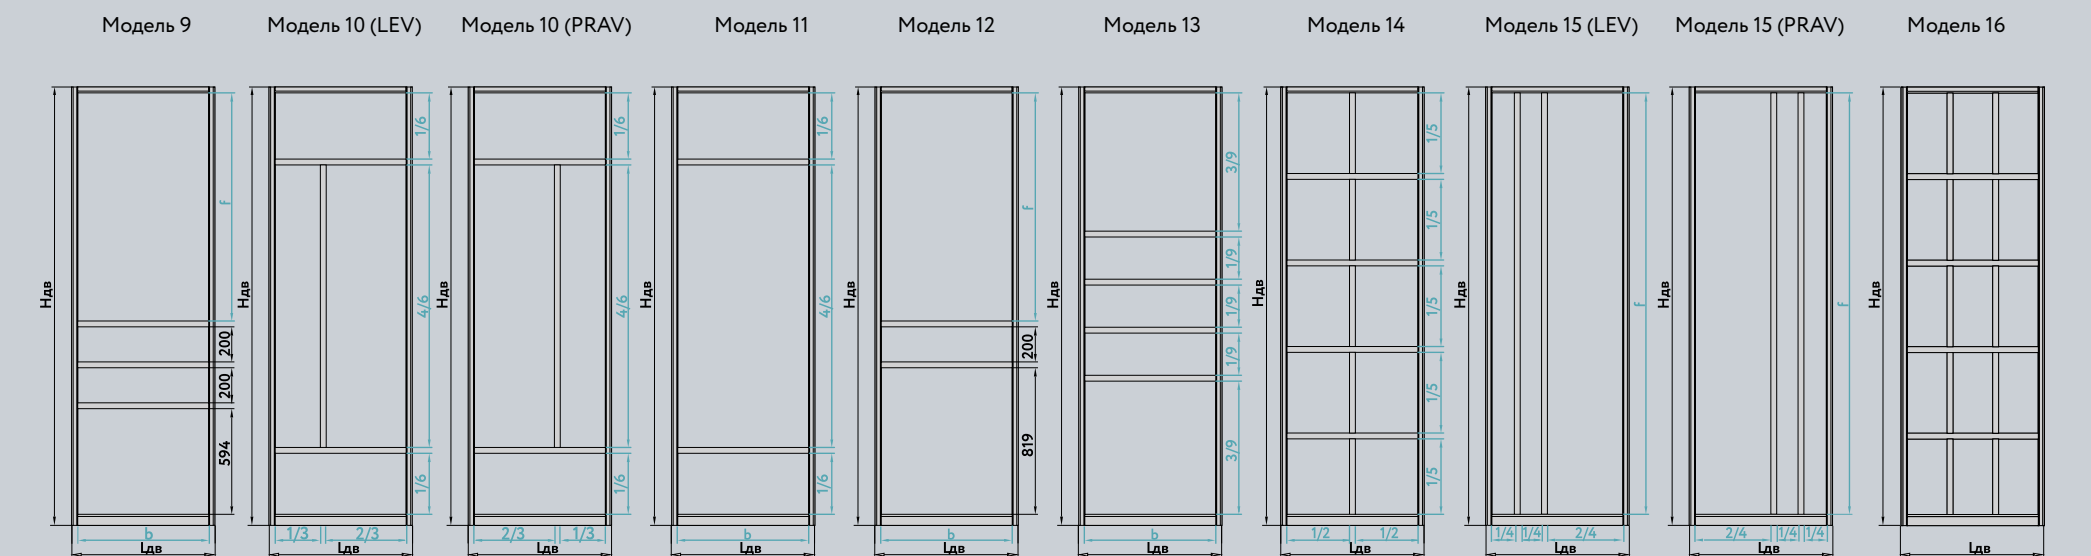 Модель 9
Модель 10 (LEV)
Модель 10 (PRAV)
Модель 11
Модель 12
Модель 13
Модель 14
Модель 15 (LEV)
Модель 15 (PRAV)
Модель 16
Hдв
f
200
200
594
b
Lдв
Hдв
1/6
4/6
1/6
1/3
2/3
Lдв
Hдв
1/6
4/6
1/6
2/3
1/3
Lдв
Hдв
1/6
4/6
1/6
b
Lдв
Hдв
f
200
819
b
Lдв
Hдв
3/9
1/9
1/9
1/9
3/9
b
Lдв
Hдв
1/5
1/5
1/5
1/5
1/5
1/2
1/2
Lдв
Hдв
f
1/4
1/4
2/4
Lдв
Hдв
f
2/4
1/4
1/4
Lдв
Hдв
Lдв